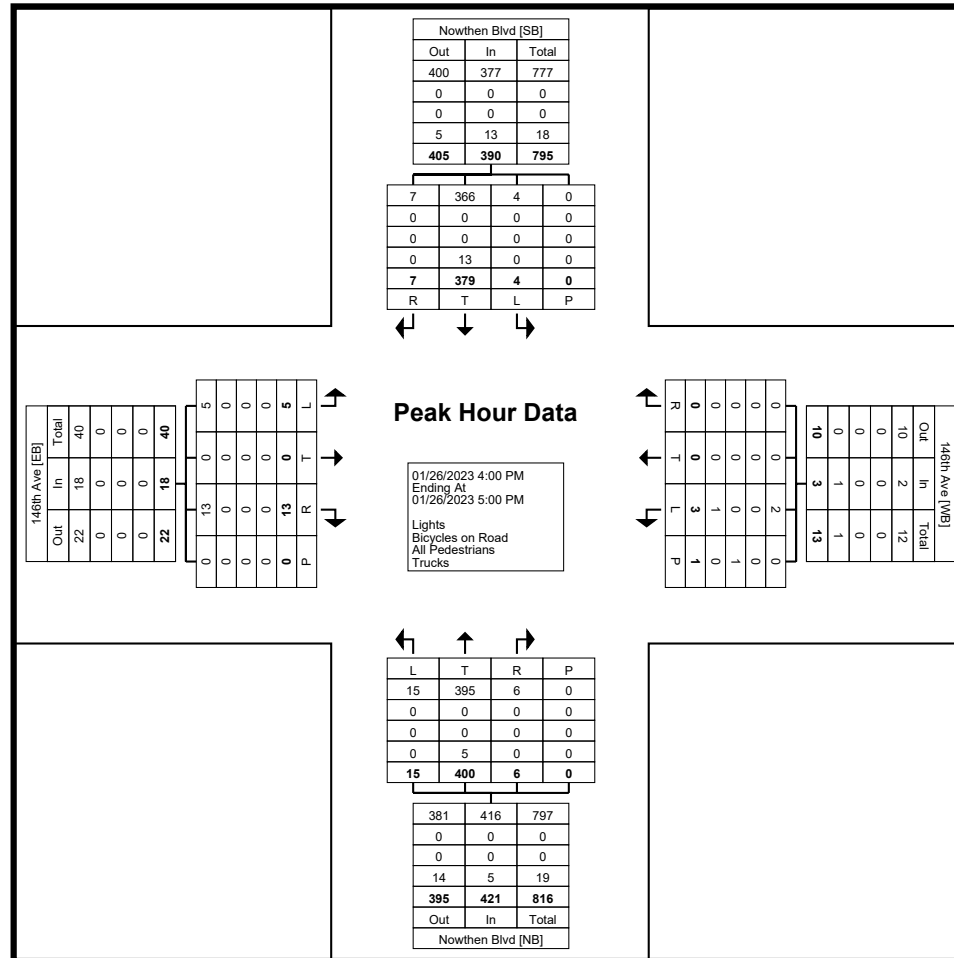 Nowthen Blvd [SB]
Out In Total
400 377 777
0 0 0
0 0 0
5 13 18
405 390 795
7 366 4 0
0 0 0 0
0 0 0 0
0 13 0 0
7 379 4 0
R T L P
146th Ave [EB]
Out In Total
22 18 40
0 0 0
0 0 0
0 0 0
22 18 40
0 13 0 5
0 0 0 0
0 0 0 0
0 0 0 0
0 13 0 5
P R T L
Peak Hour Data
01/26/2023 4:00 PM
Ending At
01/26/2023 5:00 PM
Lights
Bicycles on Road
All Pedestrians
Trucks
146th Ave [WB]
Out In Total
10 2 12
0 0 0
0 0 0
0 1 1
10 3 13
0 0 2 0
0 0 0 0
0 0 0 1
0 0 1 0
0 0 3 1
R T L P
L T R P
15 395 6 0
0 0 0 0
0 0 0 0
0 5 0 0
15 400 6 0
381 416 797
0 0 0
0 0 0
14 5 19
395 421 816
Out In Total
Nowthen Blvd [NB]